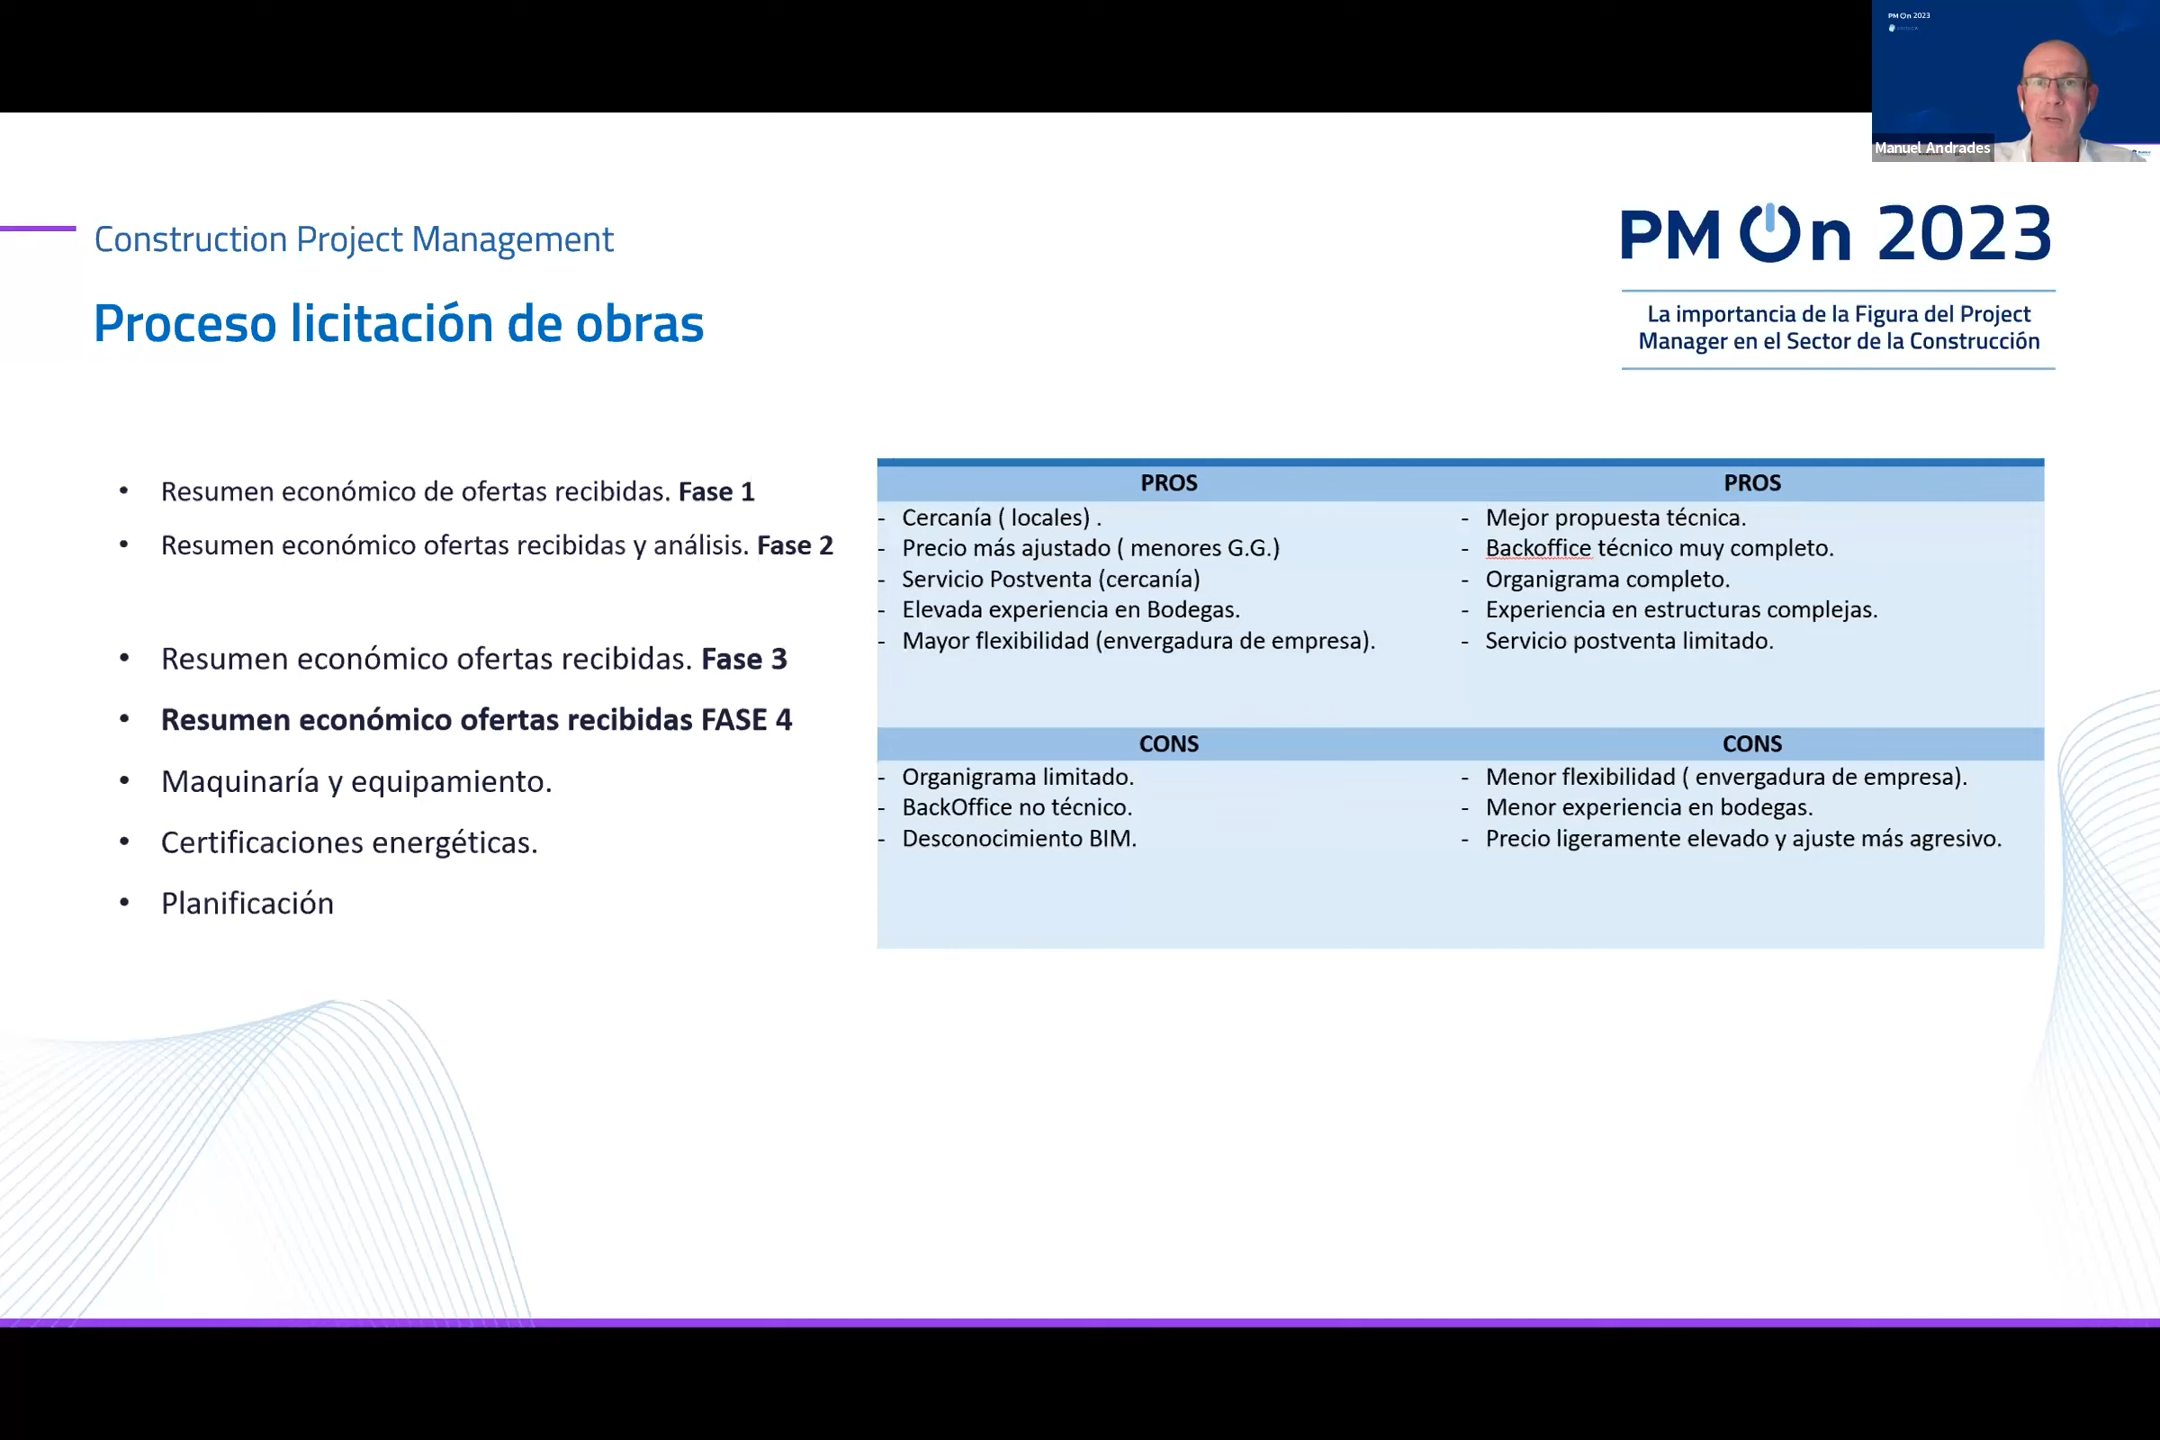 PM On 2023
Manuel Andrades
Construction Project Management
Proceso licitación de obras
PM On 2023
La importancia de la Figura del Project
Manager en el Sector de la Construcción
• Resumen económico de ofertas recibidas. Fase 1
• Resumen económico ofertas recibidas y análisis. Fase 2
• Resumen económico ofertas recibidas. Fase 3
• Resumen económico ofertas recibidas FASE 4
• Maquinaría y equipamiento.
• Certificaciones energéticas.
• Planificación
PROS
- Cercanía ( locales) .
- Precio más ajustado ( menores G.G.)
- Servicio Postventa (cercanía)
- Elevada experiencia en Bodegas.
- Mayor flexibilidad (envergadura de empresa).
PROS
- Mejor propuesta técnica.
- Backoffice técnico muy completo.
- Organigrama completo.
- Experiencia en estructuras complejas.
- Servicio postventa limitado.
CONS
- Organigrama limitado.
- BackOffice no técnico.
- Desconocimiento BIM.
CONS
- Menor flexibilidad ( envergadura de empresa).
- Menor experiencia en bodegas.
- Precio ligeramente elevado y ajuste más agresivo.